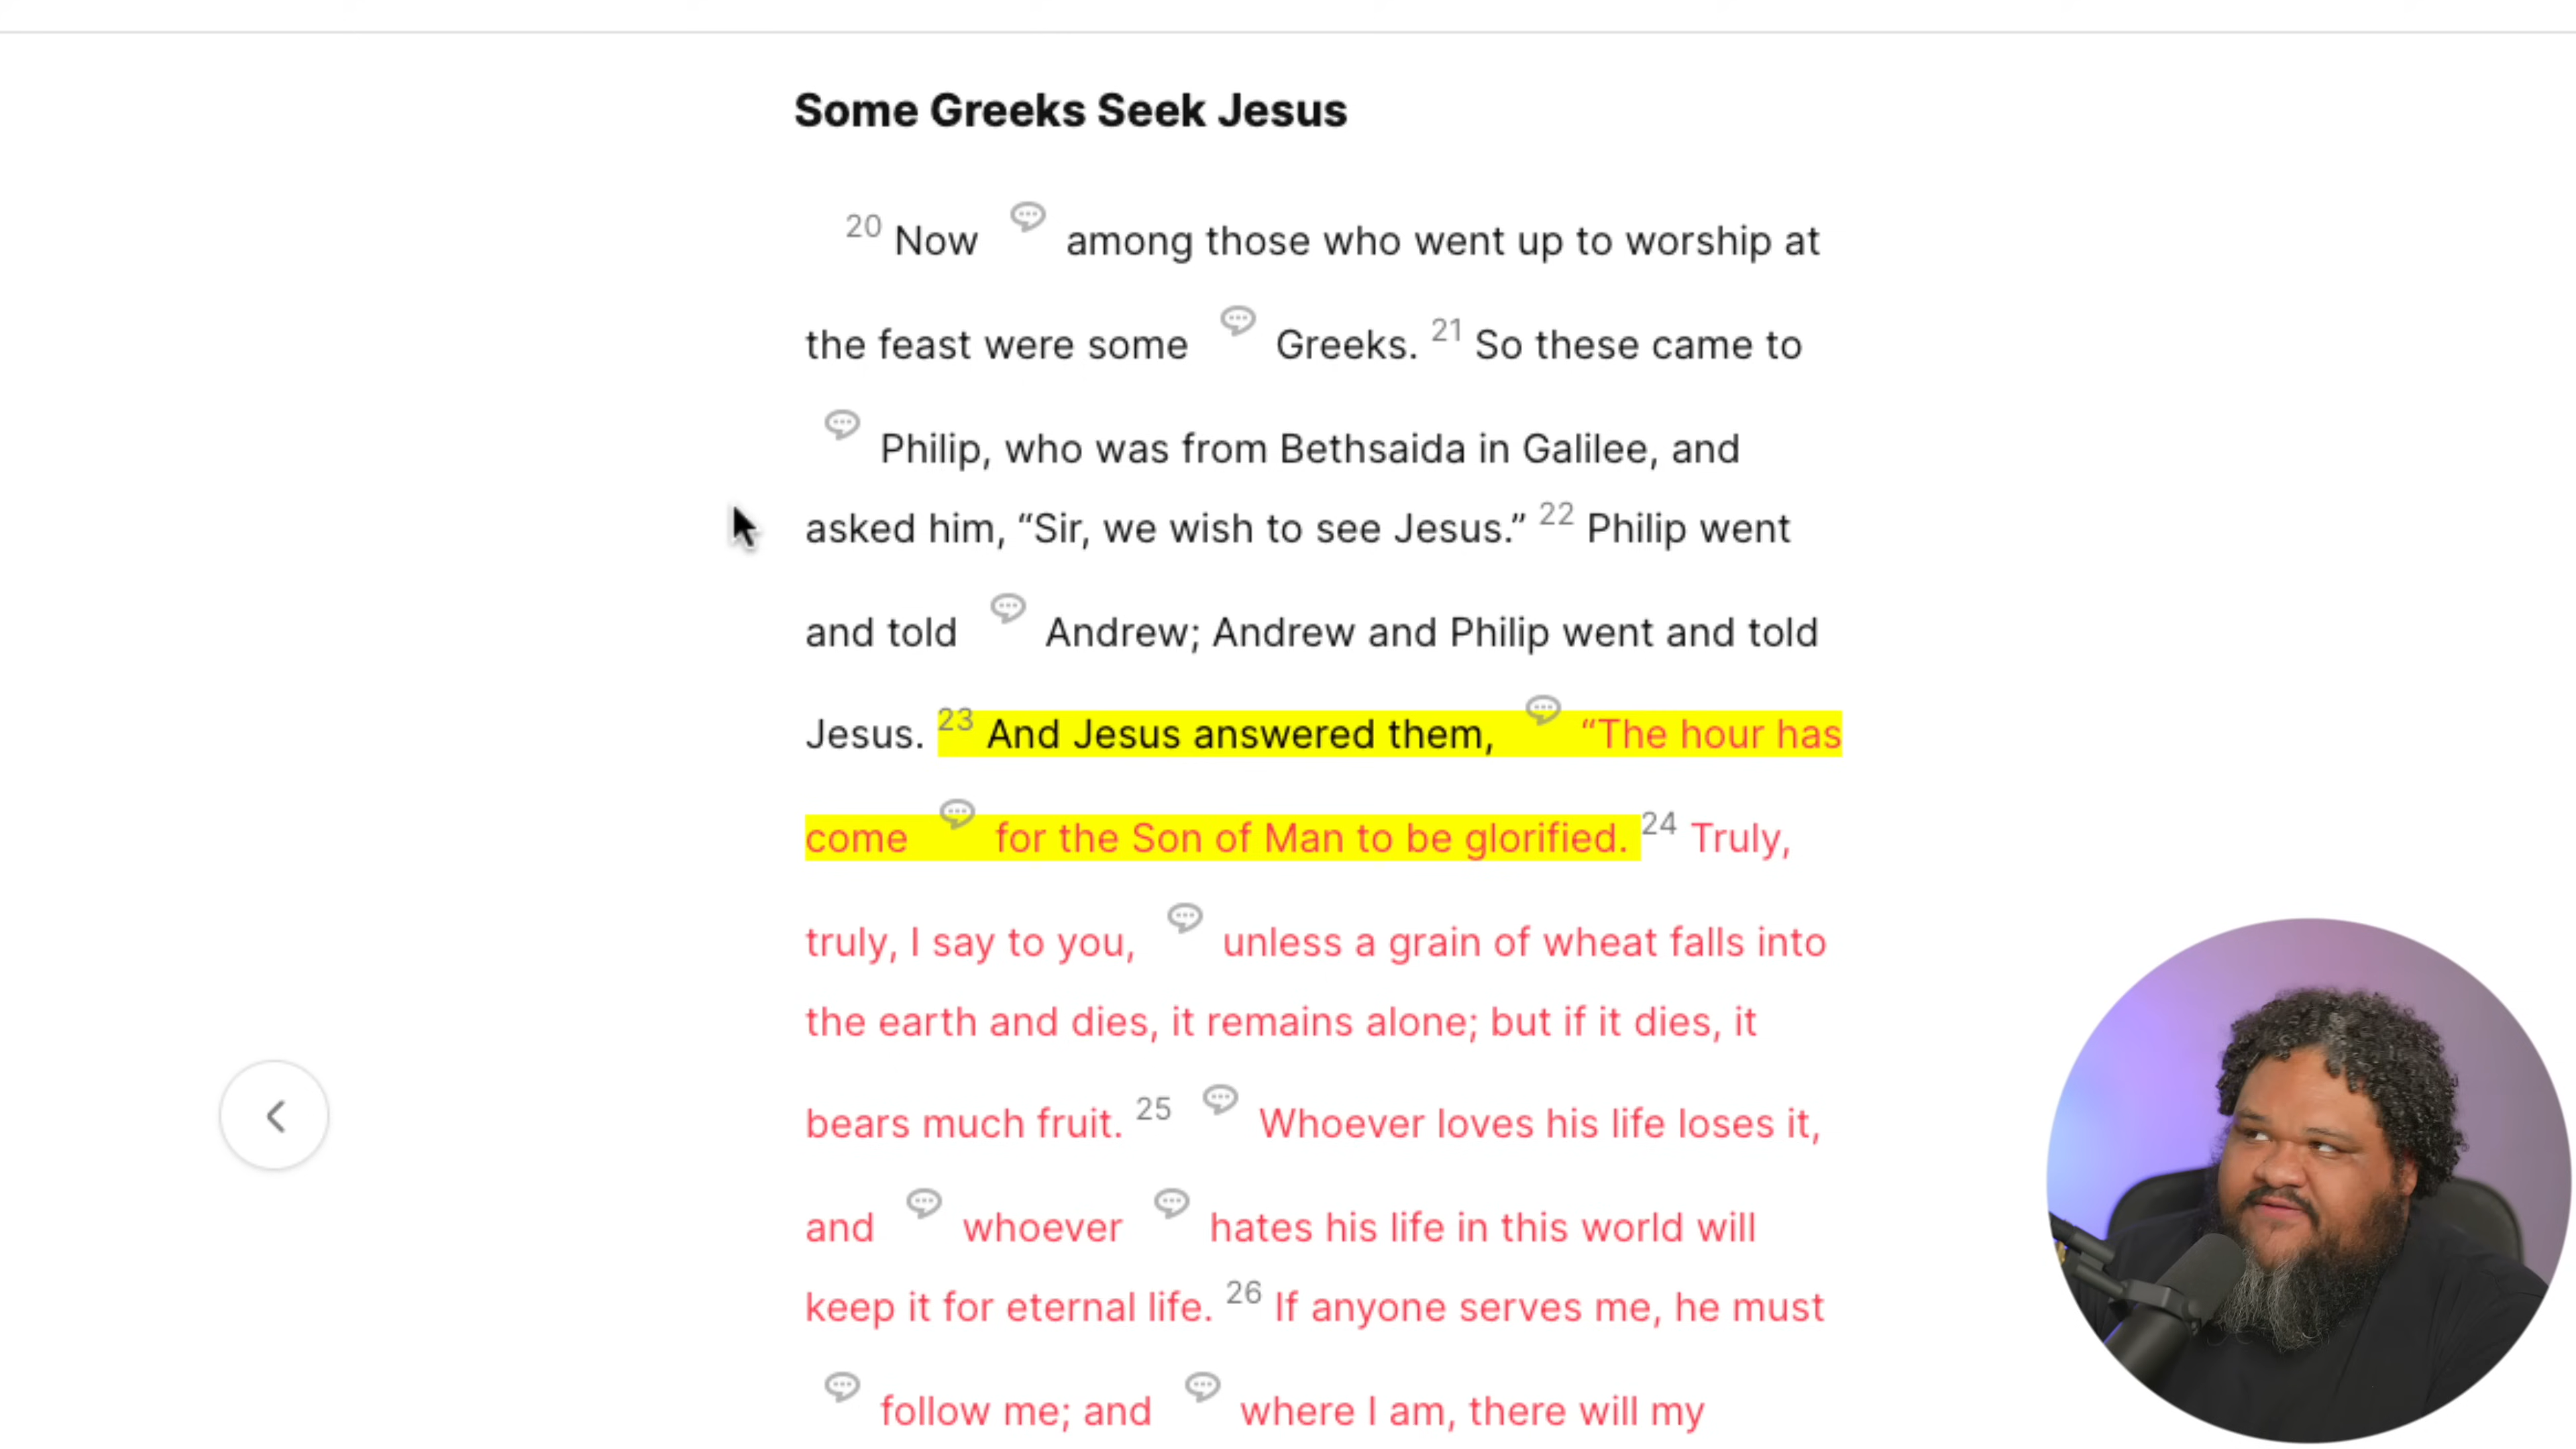 Some Greeks Seek Jesus
20 Now among those who went up to worship at
the feast were some Greeks. 21 So these came to
Philip, who was from Bethsaida in Galilee, and
asked him, “Sir, we wish to see Jesus.” 22 Philip went
and told Andrew; Andrew and Philip went and told
Jesus. 23 And Jesus answered them, “The hour has
come for the Son of Man to be glorified. 24 Truly,
truly, I say to you, unless a grain of wheat falls into
the earth and dies, it remains alone; but if it dies, it
bears much fruit. 25 Whoever loves his life loses it,
and whoever hates his life in this world will
keep it for eternal life. 26 If anyone serves me, he must
follow me; and where I am, there will my